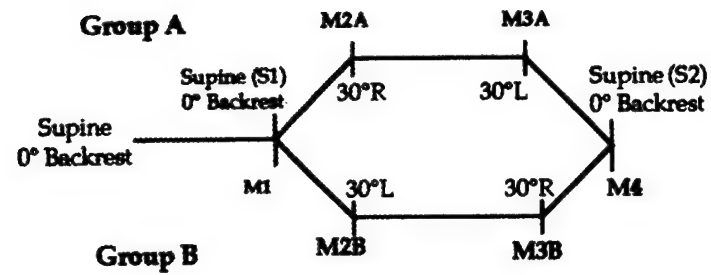 Group A
M2A
M3A
Supine (S1)
0° Backrest
30°R
30°L
Supine (S2)
0° Backrest
Supine
0° Backrest
M1
30°L
30°R
M4
Group B
M2B
M3B